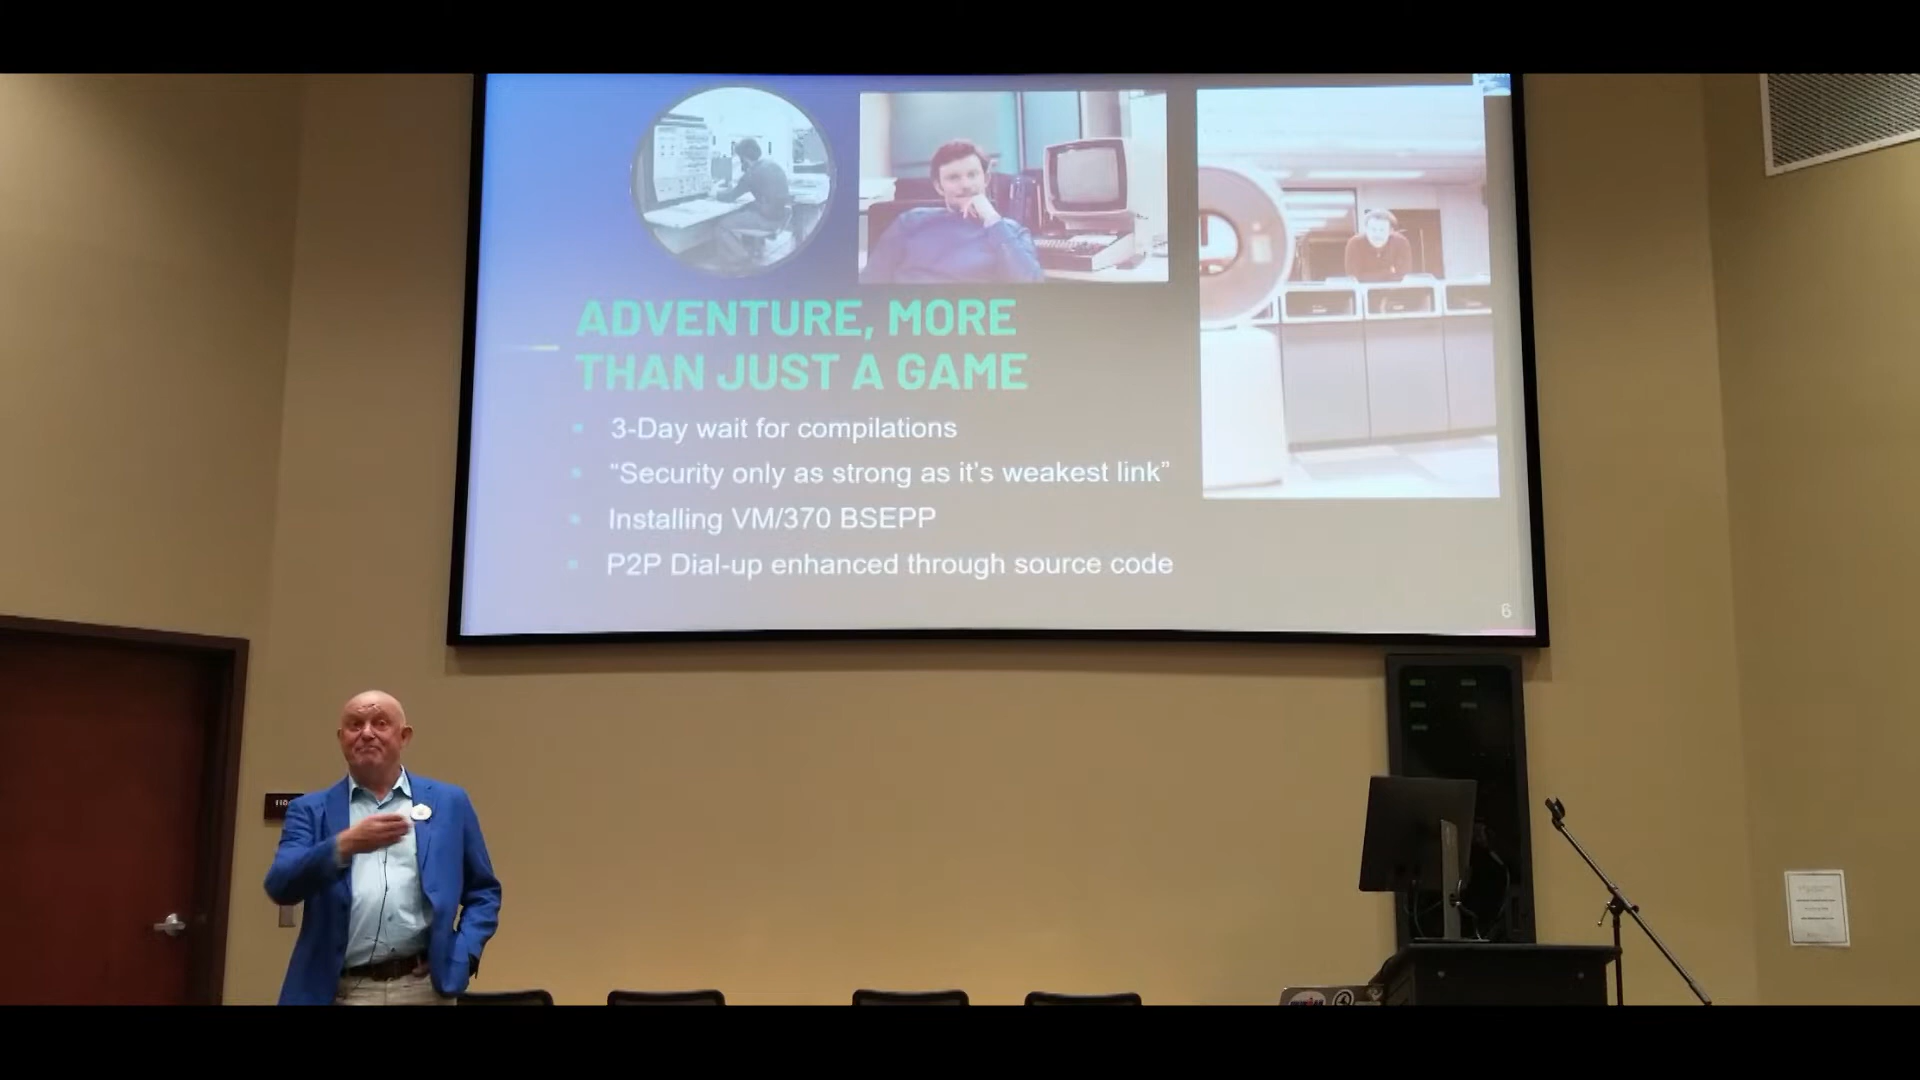 ADVENTURE, MORE
THAN JUST A GAME
3-Day wait for compilations
“Security only as strong as it’s weakest link”
Installing VM/370 BSEPP
P2P Dial-up enhanced through source code
6